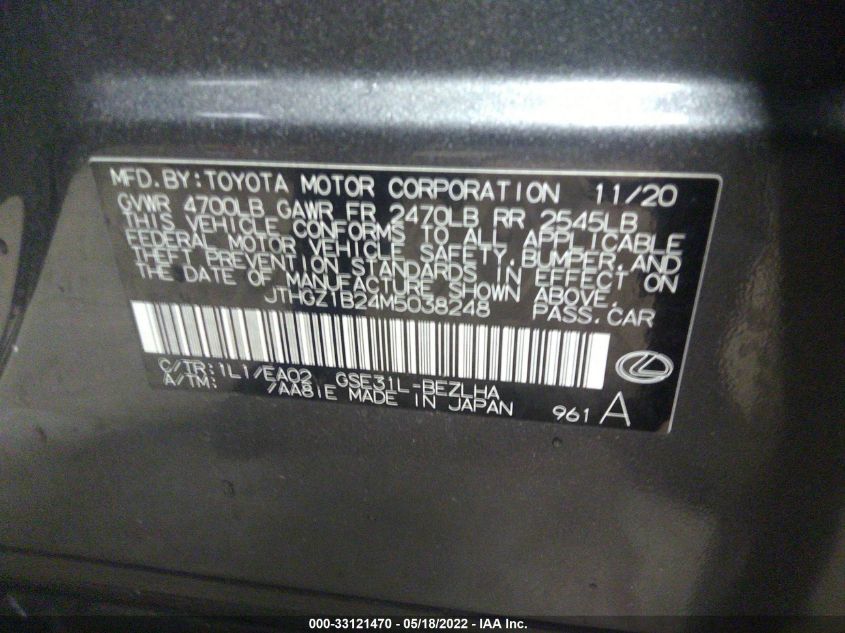 MFD.BY:TOYOTA MOTOR CORPORATION 11/20
GVWR 4700LB GAWR FR 2470LB RR 2545LB
THIS VEHICLE CONFORMS TO ALL APPLICABLE
FEDERAL MOTOR VEHICLE SAFETY,BUMPER,AND
THEFT PREVENTION STANDARDS IN EFFECT ON
THE DATE OF MANUFACTURE SHOWN ABOVE.
JTHGZ1B24M5038248 PASS.CAR
C/TR:1L1/EA02 GSE31L-BEZLHA
A/TM: /AA81E MADE IN JAPAN 961 A
000-33121470 - 05/18/2022 - IAA Inc.